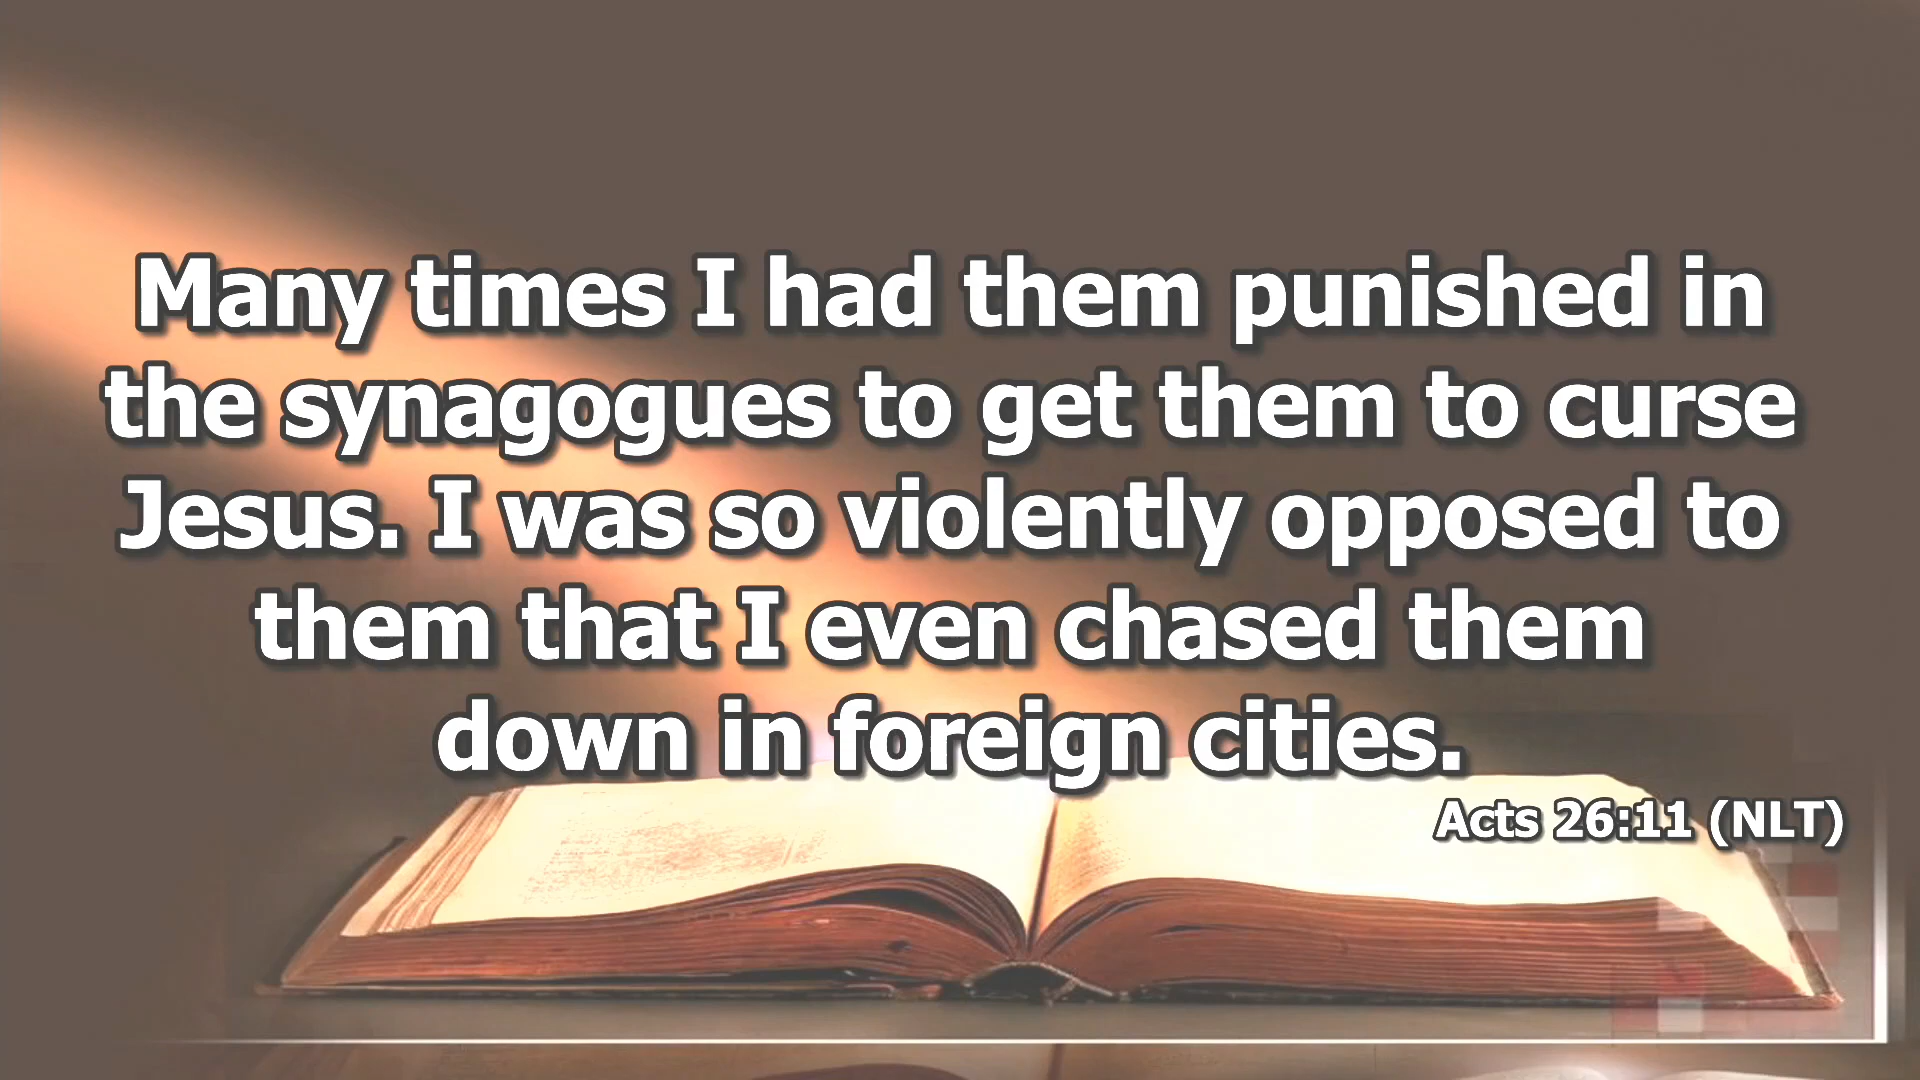 Many times I had them punished in
the synagogues to get them to curse
Jesus. I was so violently opposed to
them that I even chased them
down in foreign cities.
Acts 26:11 (NLT)